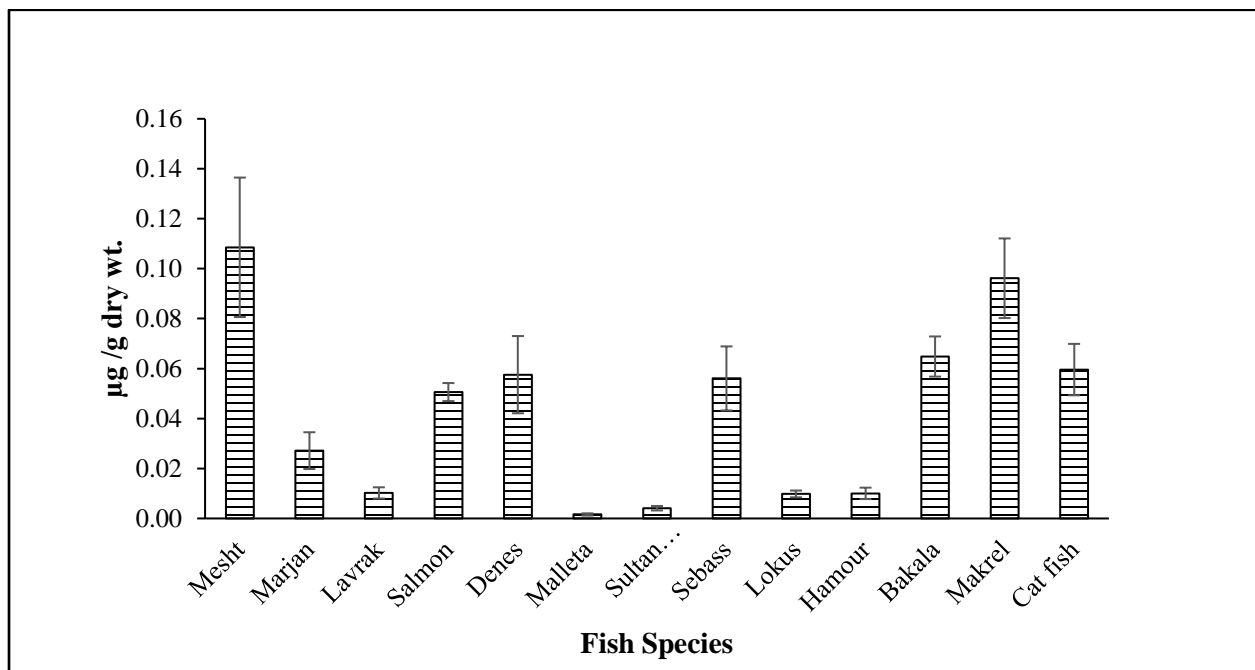 0.16
0.14
0.12
0.10
0.08
0.06
0.04
0.02
0.00
µg /g dry wt.
Mesht
Marjan
Lavrak
Salmon
Denes
Malleta
Sultan…
Sebass
Lokus
Hamour
Bakala
Makrel
Cat fish
Fish Species